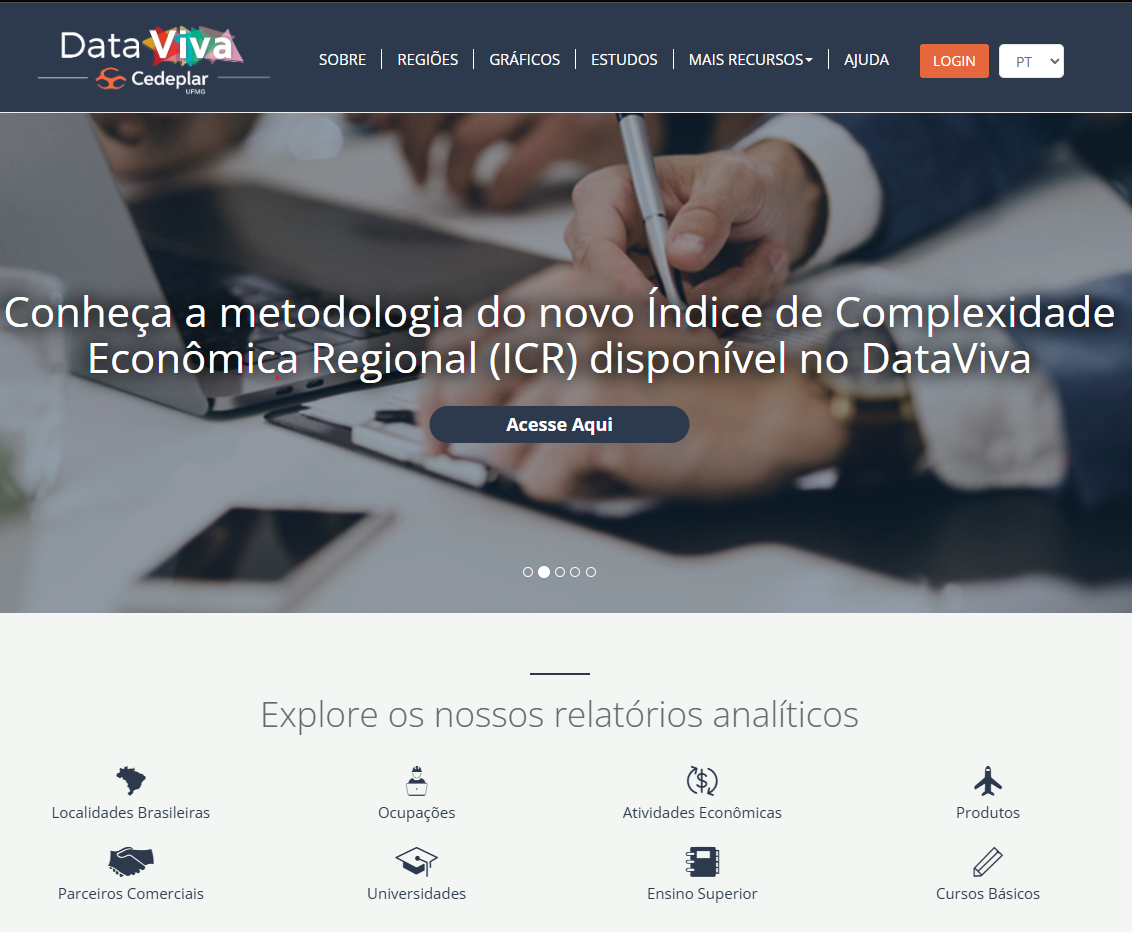 Data Viva
Cedeplar
UFMG
SOBRE
REGIÕES
GRÁFICOS
ESTUDOS
MAIS RECURSOS
AJUDA
LOGIN
PT
Conheça a metodologia do novo Índice de Complexidade
Econômica Regional (ICR) disponível no DataViva
Acesse Aqui
Explore os nossos relatórios analíticos
Localidades Brasileiras
Ocupações
Atividades Econômicas
Produtos
Parceiros Comerciais
Universidades
Ensino Superior
Cursos Básicos